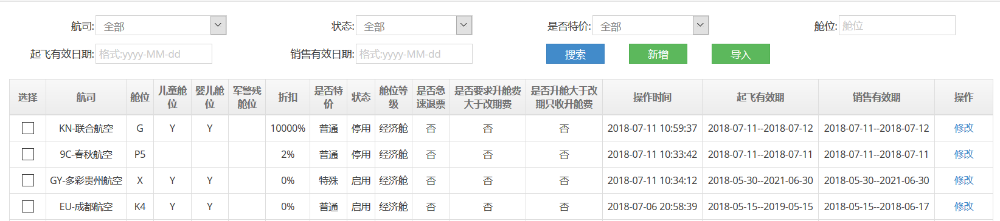 航司: 全部 状态: 全部 是否特价: 全部 舱位: 舱位
起飞有效日期: 格式:yyyy-MM-dd 销售有效日期: 格式:yyyy-MM-dd 搜索 新增 导入
选择 航司 舱位 儿童舱位 婴儿舱位 军警残舱位 折扣 是否特价 状态 舱位等级 是否急速退票 是否要求升舱费大于改期费 是否升舱大于改期只收升舱费 操作时间 起飞有效期 销售有效期 操作
KN-联合航空 G Y Y 10000% 普通 停用 经济舱 否 否 否 2018-07-11 10:59:37 2018-07-11--2018-07-12 2018-07-11--2018-07-12 修改
9C-春秋航空 P5 2% 普通 停用 经济舱 否 否 否 2018-07-11 10:33:42 2018-07-11--2018-07-11 2018-07-11--2018-07-11 修改
GY-多彩贵州航空 X Y Y 0% 特殊 启用 经济舱 否 否 否 2018-07-11 10:34:12 2018-05-30--2021-06-30 2018-05-30--2021-06-30 修改
EU-成都航空 K4 Y Y 0% 普通 启用 经济舱 否 否 否 2018-07-06 20:58:39 2018-05-15--2019-05-15 2018-05-15--2018-06-17 修改